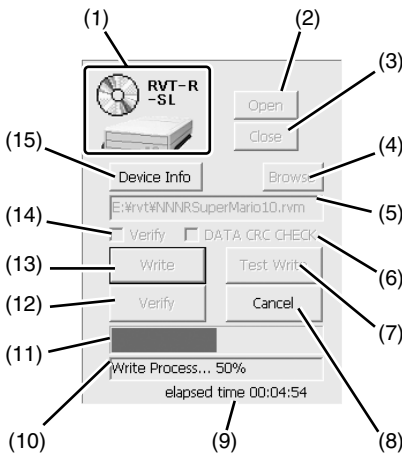 (1)
(2)
(3)
RVT-R
-SL
Open
Close
(15)
(4)
Device Info
Browse
(5)
E:¥rvt¥NNNRSuperMario10.rvm
(14)
Verify
DATA CRC CHECK
(6)
(13)
Write
Test Write
(7)
(12)
Verify
Cancel
(11)
Write Process... 50%
elapsed time 00:04:54
(10)
(9)
(8)